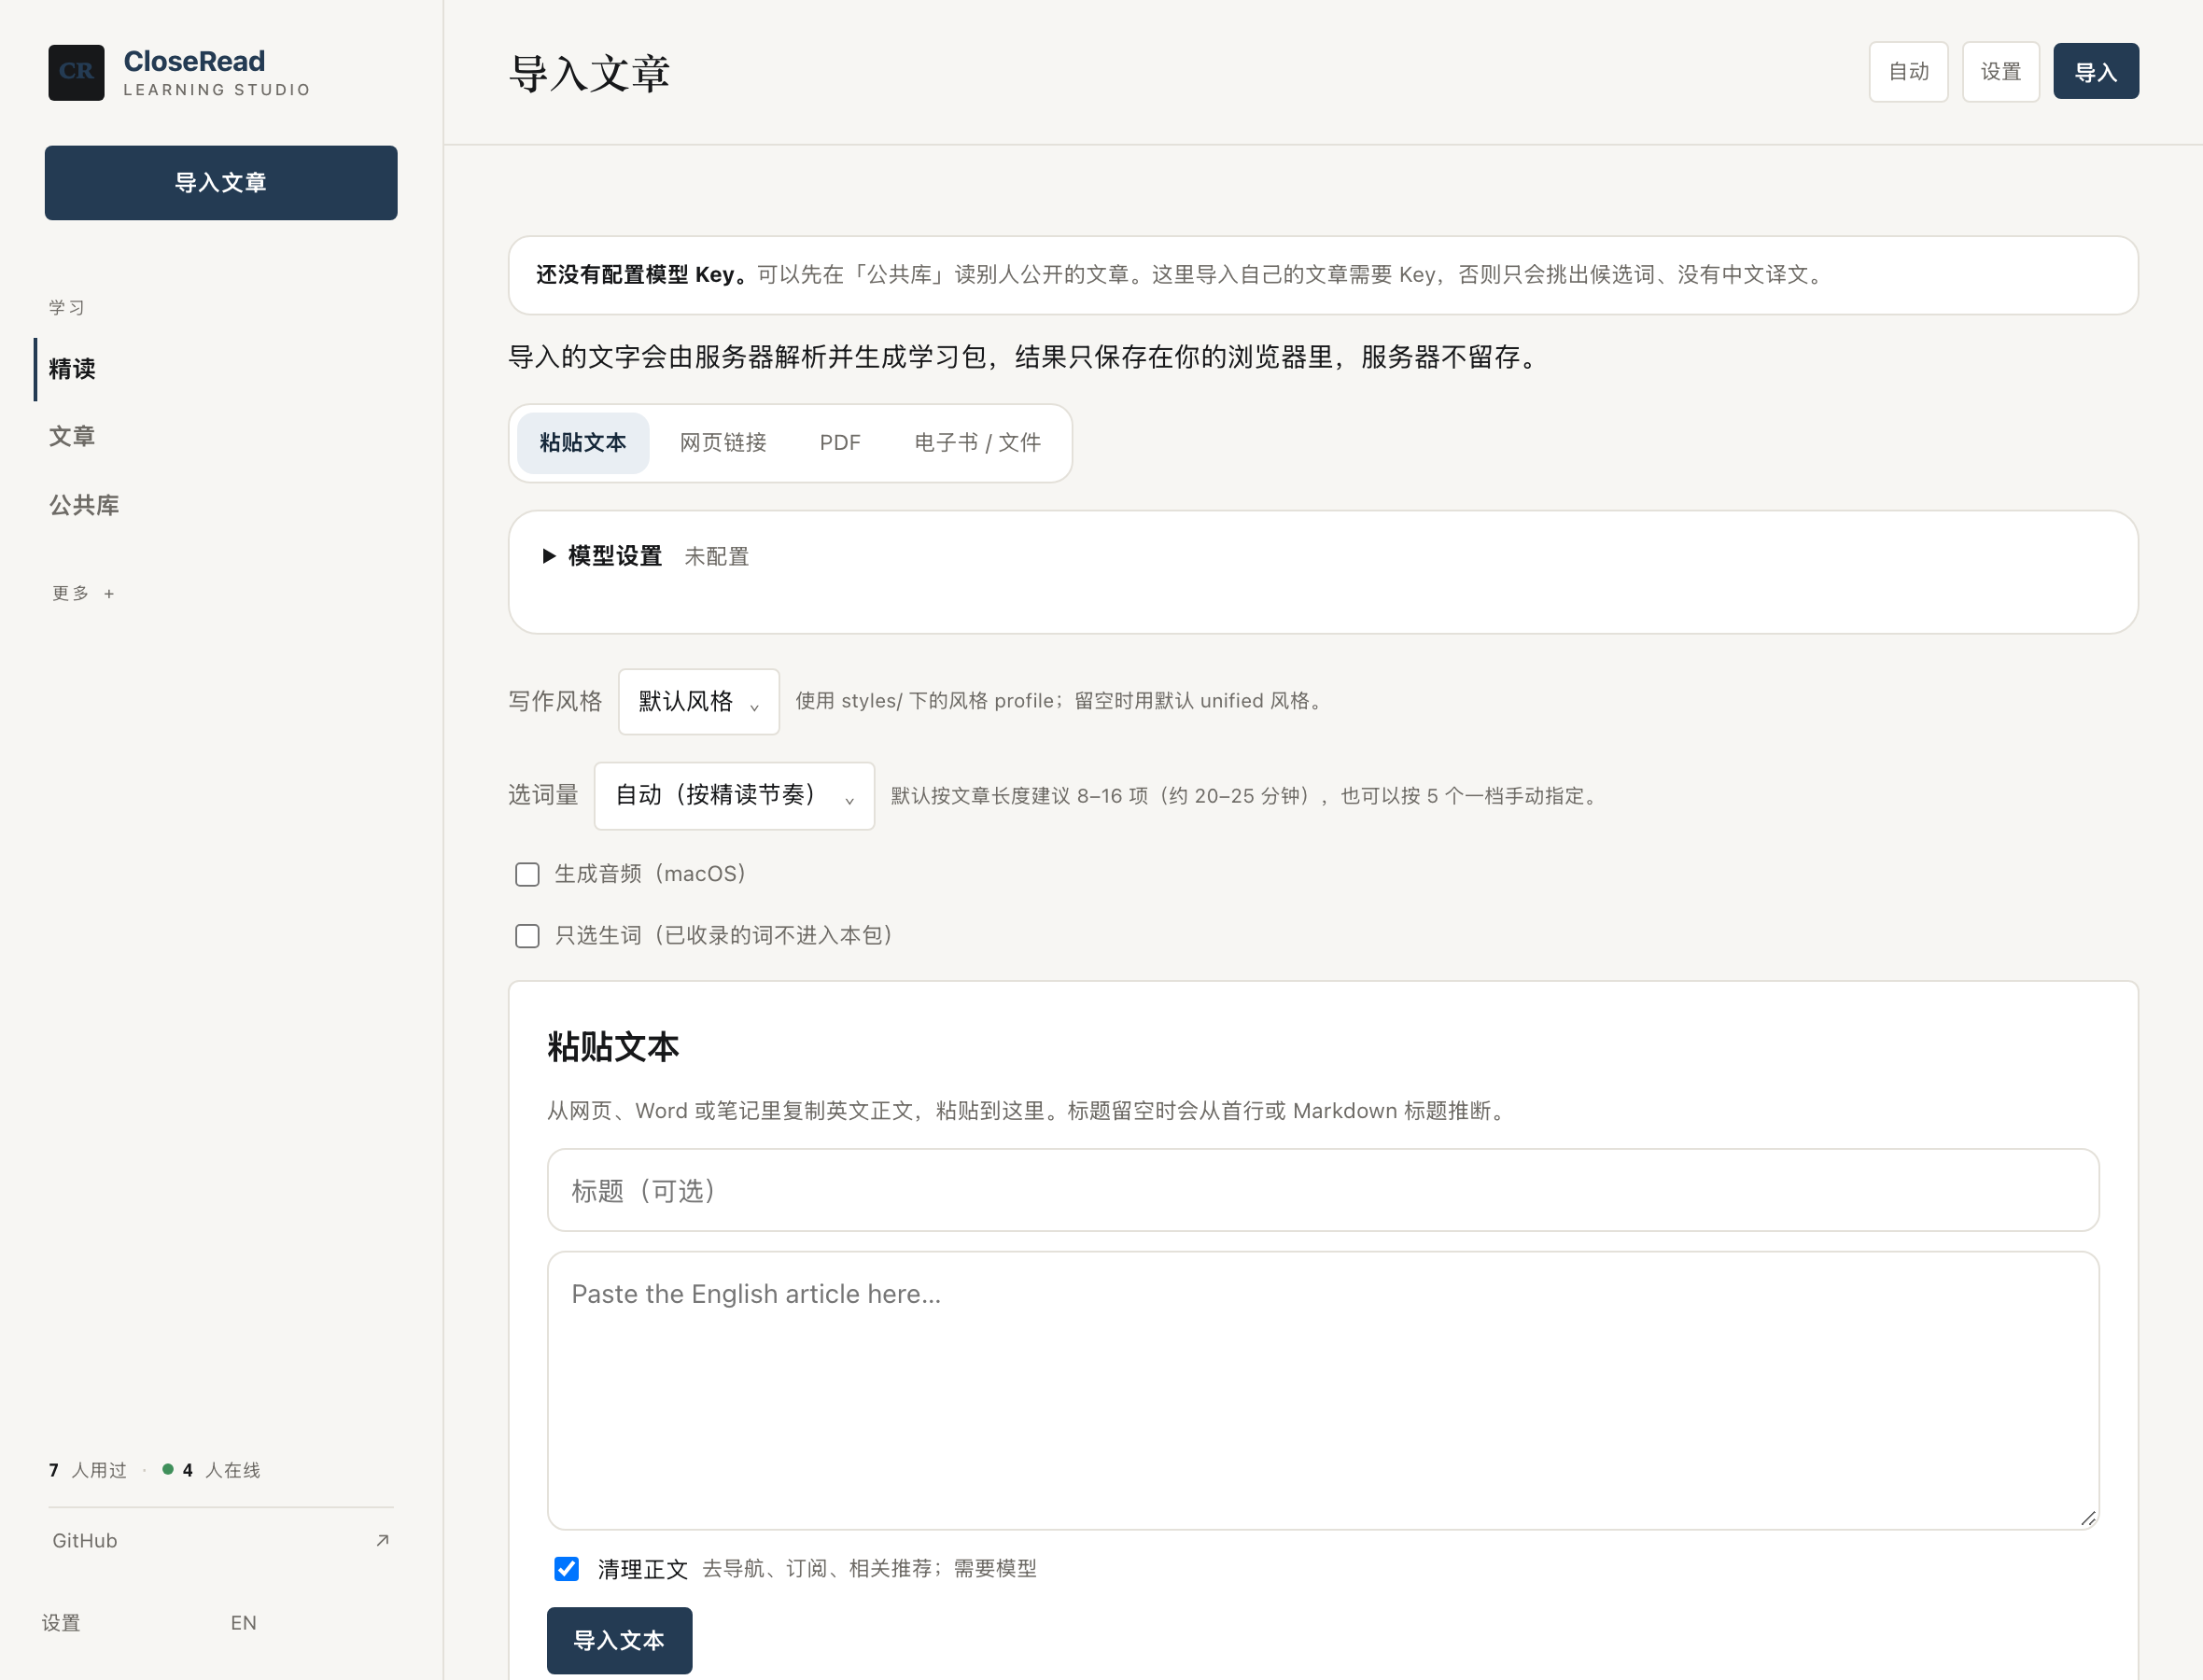 CR
CloseRead
LEARNING STUDIO
导入文章
学习
精读
文章
公共库
更多 +
7 人用过 · 4 人在线
GitHub ↗
设置 EN
导入文章
自动 设置 导入
还没有配置模型 Key。可以先在「公共库」读别人公开的文章。这里导入自己的文章需要 Key，否则只会挑出候选词、没有中文译文。
导入的文字会由服务器解析并生成学习包，结果只保存在你的浏览器里，服务器不留存。
粘贴文本 网页链接 PDF 电子书 / 文件
模型设置 未配置
写作风格 默认风格 使用 styles/ 下的风格 profile；留空时用默认 unified 风格。
选词量 自动（按精读节奏） 默认按文章长度建议 8–16 项（约 20–25 分钟），也可以按 5 个一档手动指定。
生成音频（macOS）
只选生词（已收录的词不进入本包）
粘贴文本
从网页、Word 或笔记里复制英文正文，粘贴到这里。标题留空时会从首行或 Markdown 标题推断。
标题（可选）
Paste the English article here...
清理正文 去导航、订阅、相关推荐；需要模型
导入文本